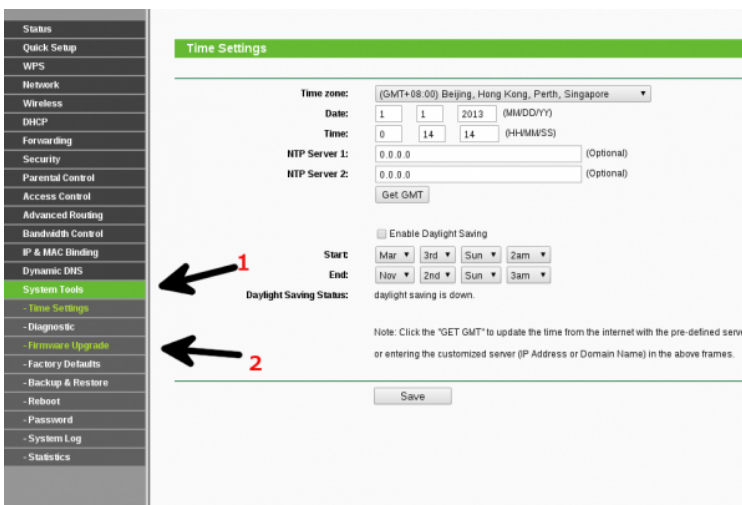 Status
Quick Setup
WPS
Network
Wireless
DHCP
Forwarding
Security
Parental Control
Access Control
Advanced Routing
Bandwidth Control
IP & MAC Binding
Dynamic DNS
System Tools
- Time Settings
- Diagnostic
- Firmware Upgrade
- Factory Defaults
- Backup & Restore
- Reboot
- Password
- System Log
- Statistics
1
2
Time Settings
Time zone: (GMT+08:00) Beijing, Hong Kong, Perth, Singapore
Date: 1 1 2013 (MM/DD/YY)
Time: 0 14 14 (HH/MM/SS)
NTP Server 1: 0.0.0.0 (Optional)
NTP Server 2: 0.0.0.0 (Optional)
Get GMT
Enable Daylight Saving
Start: Mar 3rd Sun 2am
End: Nov 2nd Sun 3am
Daylight Saving Status: daylight saving is down.
Note: Click the "GET GMT" to update the time from the internet with the pre-defined serve
or entering the customized server (IP Address or Domain Name) in the above frames.
Save